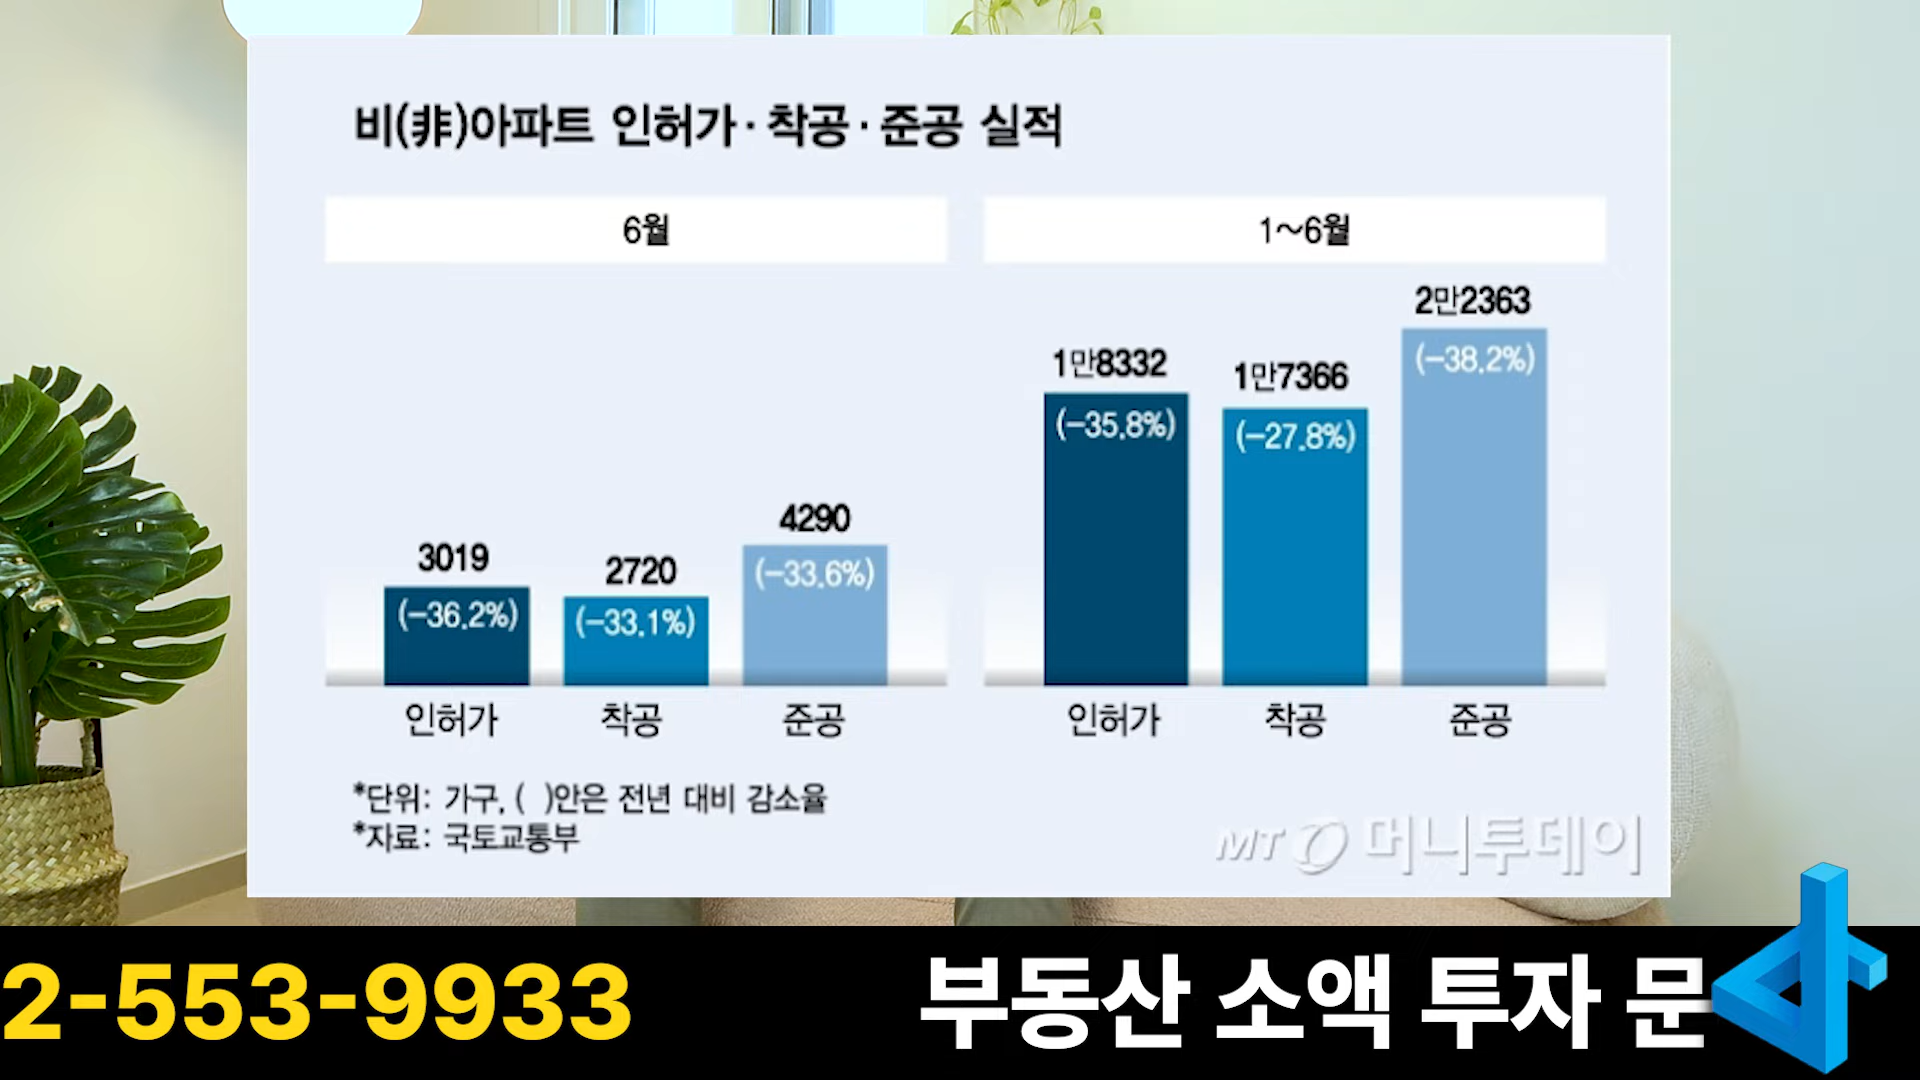 비(非)아파트 인허가·착공·준공 실적
6월
3019
(-36.2%)
인허가
2720
(-33.1%)
착공
4290
(-33.6%)
준공
1~6월
1만8332
(-35.8%)
인허가
1만7366
(-27.8%)
착공
2만2363
(-38.2%)
준공
*단위: 가구, ( )안은 전년 대비 감소율
*자료: 국토교통부
MT 머니투데이
2-553-9933
부동산 소액 투자 문